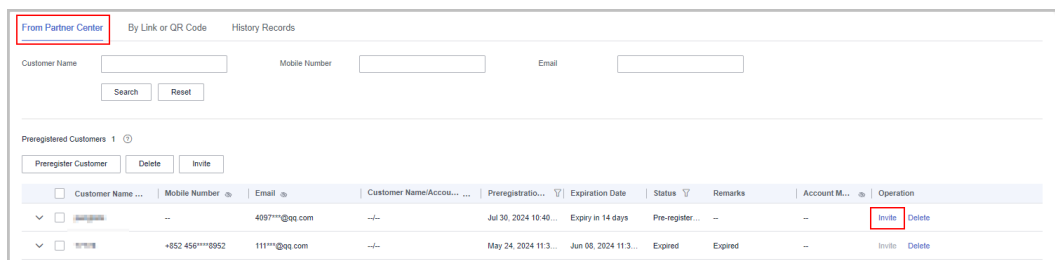 From Partner Center By Link or QR Code History Records
Customer Name Mobile Number Email
Search Reset
Preregistered Customers 1 ?
Preregister Customer Delete Invite
Customer Name ... Mobile Number Email Customer Name/Accou... ... Preregistratio... Expiration Date Status Remarks Account M... Operation
-- 4097***@qq.com --/-- Jul 30, 2024 10:40... Expiry in 14 days Pre-register... -- -- Invite Delete
+852 456****8952 111***@qq.com --/-- May 24, 2024 11:3... Jun 08, 2024 11:3... Expired Expired -- Invite Delete